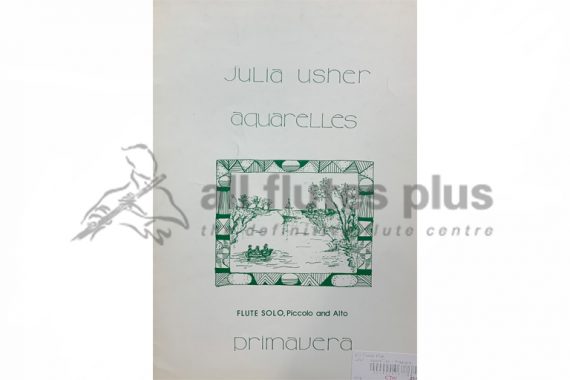 Julia usher
aquarelles
all flutes plus
the definitive flute centre
FLUTE SOLO, Piccolo and Alto
primavera